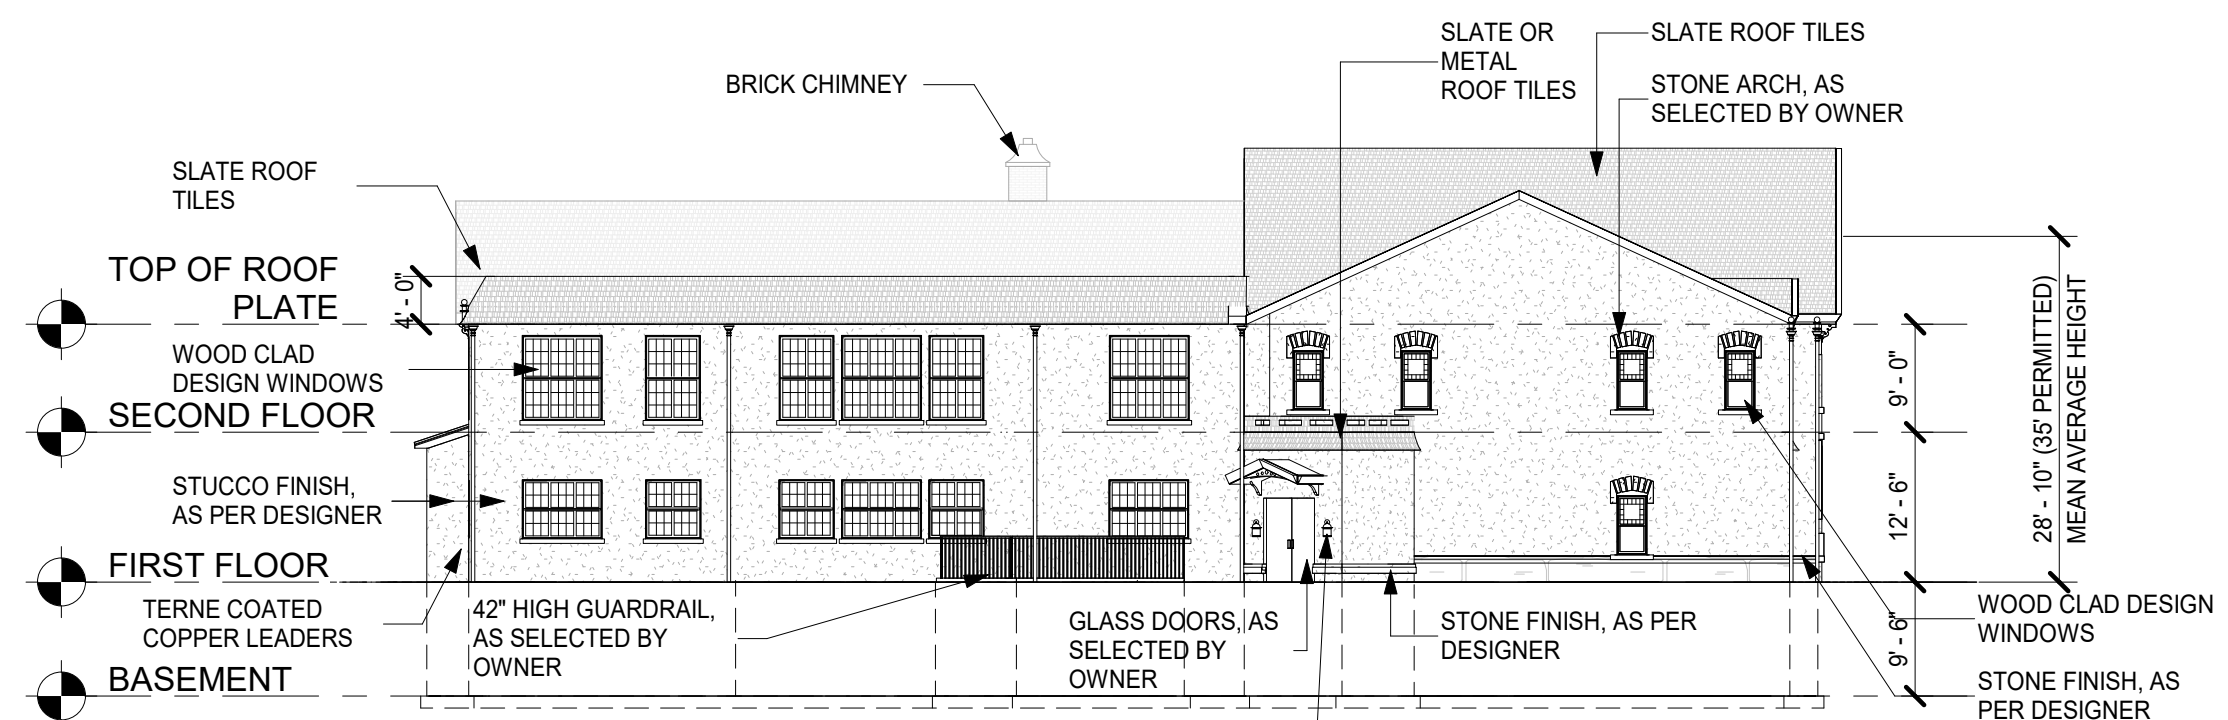 SLATE OR
METAL
ROOF TILES
SLATE ROOF TILES
STONE ARCH, AS
SELECTED BY OWNER
BRICK CHIMNEY
SLATE ROOF
TILES
TOP OF ROOF
PLATE
4' - 0"
WOOD CLAD
DESIGN WINDOWS
SECOND FLOOR
STUCCO FINISH,
AS PER DESIGNER
FIRST FLOOR
TERNE COATED
COPPER LEADERS
42" HIGH GUARDRAIL,
AS SELECTED BY
OWNER
BASEMENT
GLASS DOORS, AS
SELECTED BY
OWNER
STONE FINISH, AS PER
DESIGNER
9' - 0"
12' - 6"
9' - 6"
28' - 10" (35' PERMITTED)
MEAN AVERAGE HEIGHT
WOOD CLAD DESIGN
WINDOWS
STONE FINISH, AS
PER DESIGNER